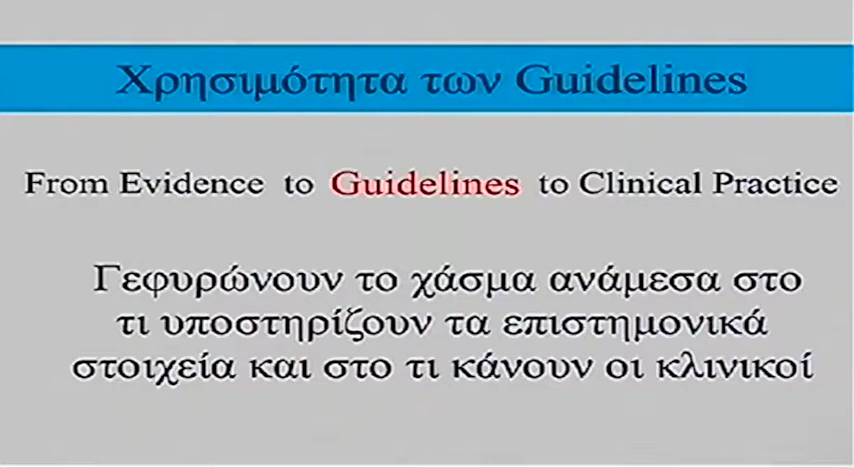 Χρησιμότητα των Guidelines
From Evidence to Guidelines to Clinical Practice
Γεφυρώνουν το χάσμα ανάμεσα στο
τι υποστηρίζουν τα επιστημονικά
στοιχεία και στο τι κάνουν οι κλινικοί